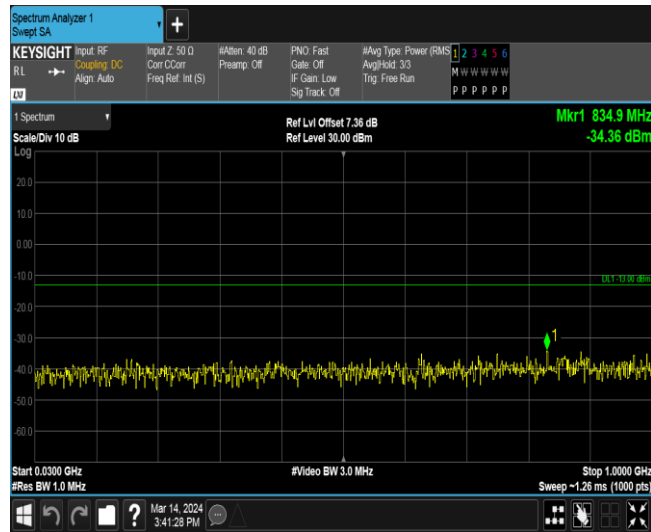 Spectrum Analyzer 1
Swept SA
+
KEYSIGHT
RL
LXI
Input: RF
Coupling: DC
Align: Auto
Input Z: 50 Ω
Corr CCorr
Freq Ref: Int (S)
#Atten: 40 dB
Preamp: Off
PNO: Fast
Gate: Off
IF Gain: Low
Sig Track: Off
#Avg Type: Power (RMS
Avg|Hold: 3/3
Trig: Free Run
1 2 3 4 5 6
M W W W W W
P P P P P P
1 Spectrum
Scale/Div 10 dB
Log
Ref Lvl Offset 7.36 dB
Ref Level 30.00 dBm
Mkr1 834.9 MHz
-34.36 dBm
20.0
10.0
0.00
-10.0
DL1 -13.00 dBm
-20.0
-30.0
1
-40.0
-50.0
-60.0
Start 0.0300 GHz
#Res BW 1.0 MHz
#Video BW 3.0 MHz
Stop 1.0000 GHz
Sweep ~1.26 ms (1000 pts)
?
Mar 14, 2024
3:41:28 PM